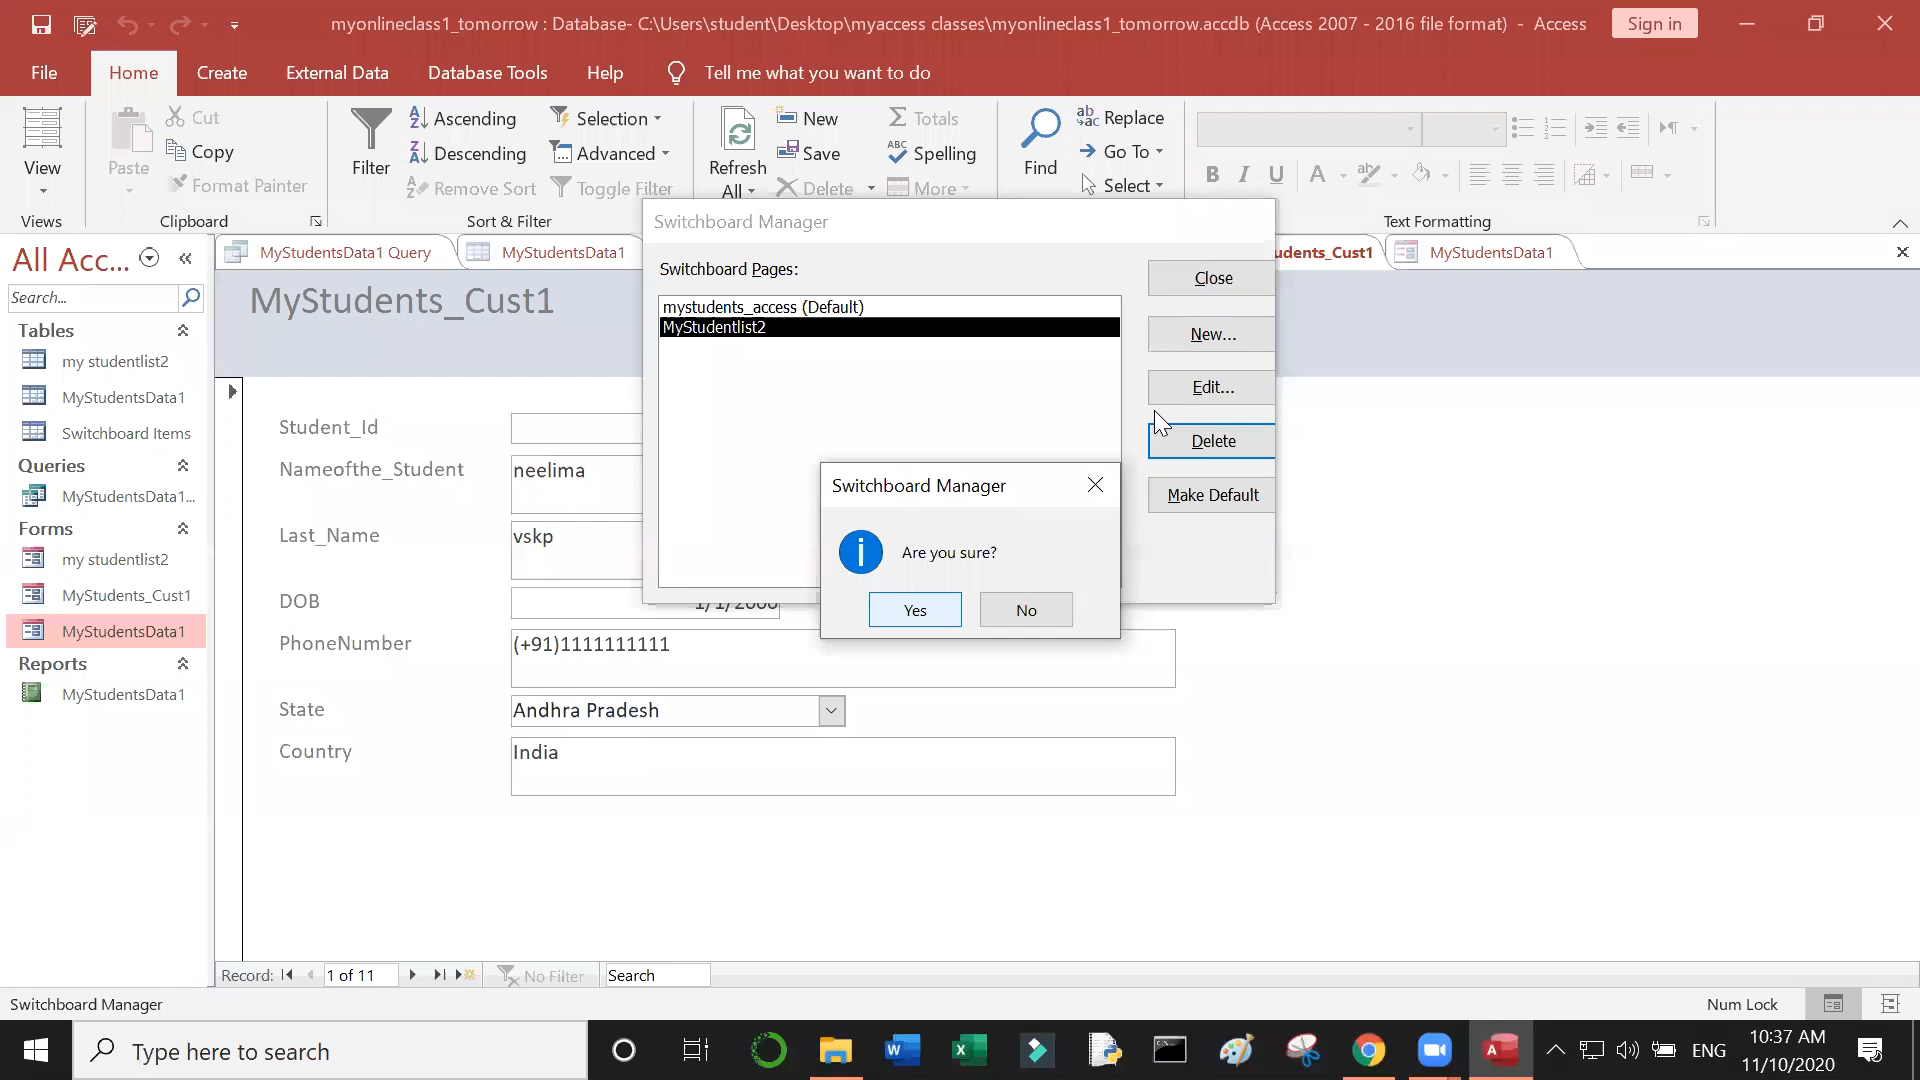 myonlineclass1_tomorrow : Database- C:\Users\student\Desktop\myaccess classes\myonlineclass1_tomorrow.accdb (Access 2007 - 2016 file format) - Access
Sign in
File
Home
Create
External Data
Database Tools
Help
Tell me what you want to do
View
Views
Paste
Cut
Copy
Format Painter
Clipboard
Filter
Ascending
Descending
Remove Sort
Selection
Advanced
Toggle Filter
Sort & Filter
Refresh
All
New
Save
Delete
Totals
Spelling
More
Find
Replace
Go To
Select
Text Formatting
All Acc...
Search...
Tables
my studentlist2
MyStudentsData1
Switchboard Items
Queries
MyStudentsData1...
Forms
my studentlist2
MyStudents_Cust1
MyStudentsData1
Reports
MyStudentsData1
MyStudentsData1 Query
MyStudentsData1
udents_Cust1
MyStudentsData1
MyStudents_Cust1
Student_Id
Nameofthe_Student
neelima
Last_Name
vskp
DOB
1/1/2000
PhoneNumber
(+91)1111111111
State
Andhra Pradesh
Country
India
Switchboard Manager
Switchboard Pages:
mystudents_access (Default)
MyStudentlist2
Close
New...
Edit...
Delete
Make Default
Switchboard Manager
Are you sure?
Yes
No
Record:
1 of 11
No Filter
Search
Switchboard Manager
Num Lock
Type here to search
ENG
10:37 AM
11/10/2020